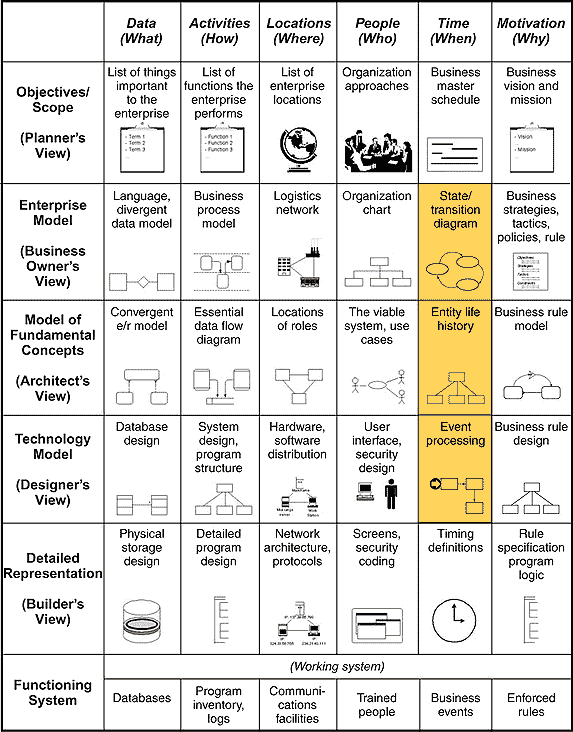 Data
(What)
Activities
(How)
Locations
(Where)
People
(Who)
Time
(When)
Motivation
(Why)
Objectives/
Scope
(Planner's
View)
List of things
important
to the
enterprise
- Term 1
- Term 2
- Term 3
...
List of
functions the
enterprise
performs
- Function 1
- Function 2
- Function 3
...
List of
enterprise
locations
Organization
approaches
Business
master
schedule
Business
vision and
mission
- Vision
- Mission
...
Enterprise
Model
(Business
Owner's
View)
Language,
divergent
data model
Business
process
model
Logistics
network
Organization
chart
State/
transition
diagram
Business
strategies,
tactics,
policies, rule
Objectives
Strategies
Tactics
Constraints
Model of
Fundamental
Concepts
(Architect's
View)
Convergent
e/r model
Essential
data flow
diagram
Locations
of roles
The viable
system, use
cases
Entity life
history
Business rule
model
Technology
Model
(Designer's
View)
Database
design
System
design,
program
structure
Hardware,
software
distribution
Mainframe
Work
Station
User
interface,
security
design
Event
processing
Business rule
design
Detailed
Representation
(Builder's
View)
Physical
storage
design
Detailed
program
design
Network
architecture,
protocols
IP
IP
Screens,
security
coding
Timing
definitions
Rule
specification
program
logic
Functioning
System
(Working system)
Databases
Program
inventory,
logs
Communi-
cations
facilities
Trained
people
Business
events
Enforced
rules